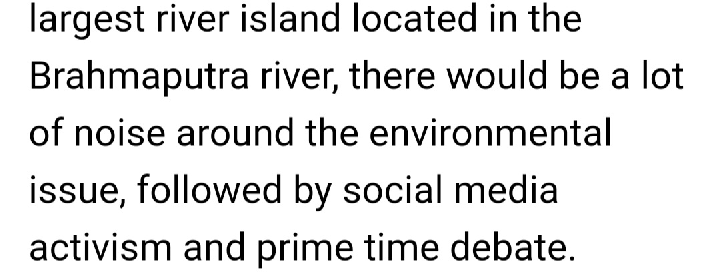 largest river island located in the
Brahmaputra river, there would be a lot
of noise around the environmental
issue, followed by social media
activism and prime time debate.